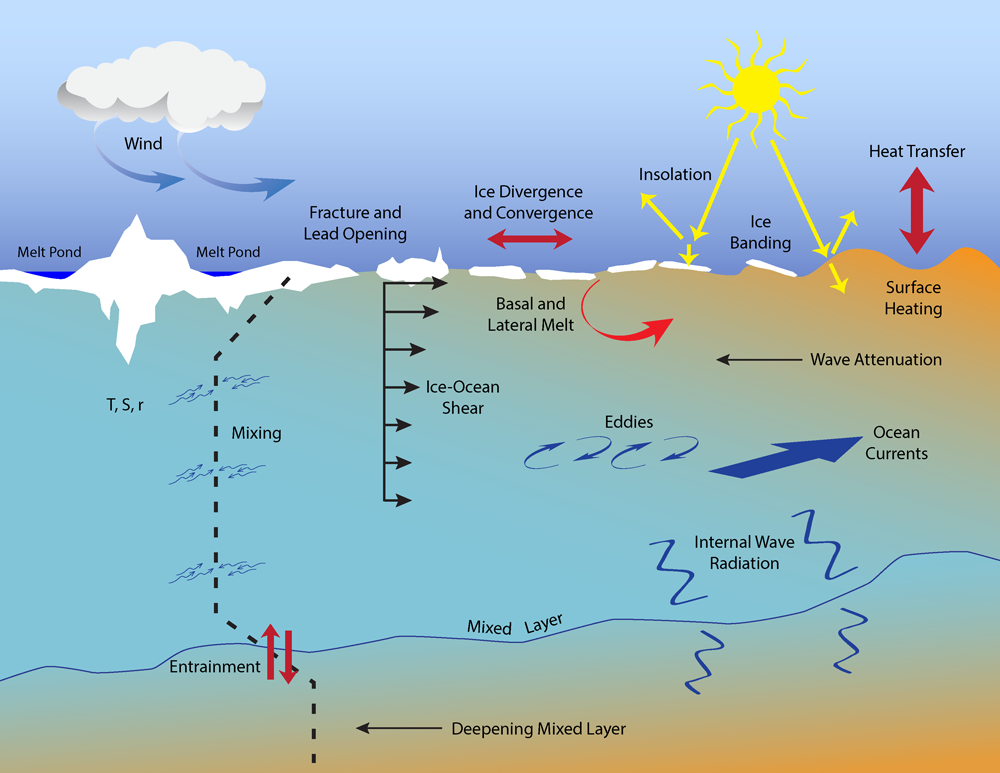 Wind
Heat Transfer
Insolation
Ice Divergence
and Convergence
Fracture and
Lead Opening
Ice
Banding
Melt Pond
Melt Pond
Surface
Heating
Basal and
Lateral Melt
Wave Attenuation
Ice-Ocean
Shear
T, S, r
Mixing
Eddies
Ocean
Currents
Internal Wave
Radiation
Mixed Layer
Entrainment
Deepening Mixed Layer